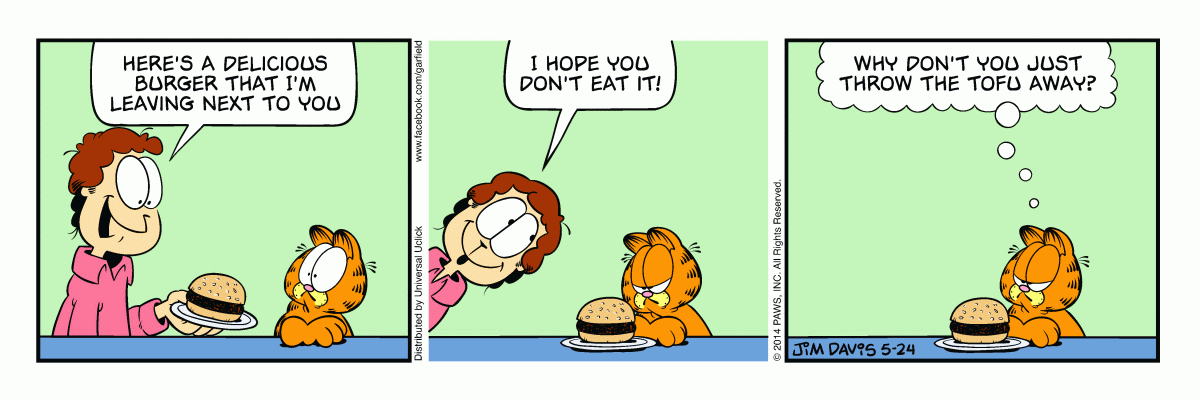 HERE'S A DELICIOUS
BURGER THAT I'M
LEAVING NEXT TO YOU
www.facebook.com/garfield
Distributed by Universal Uclick
I HOPE YOU
DON'T EAT IT!
© 2014 PAWS, INC. All Rights Reserved.
WHY DON'T YOU JUST
THROW THE TOFU AWAY?
JIM DAVIS 5-24